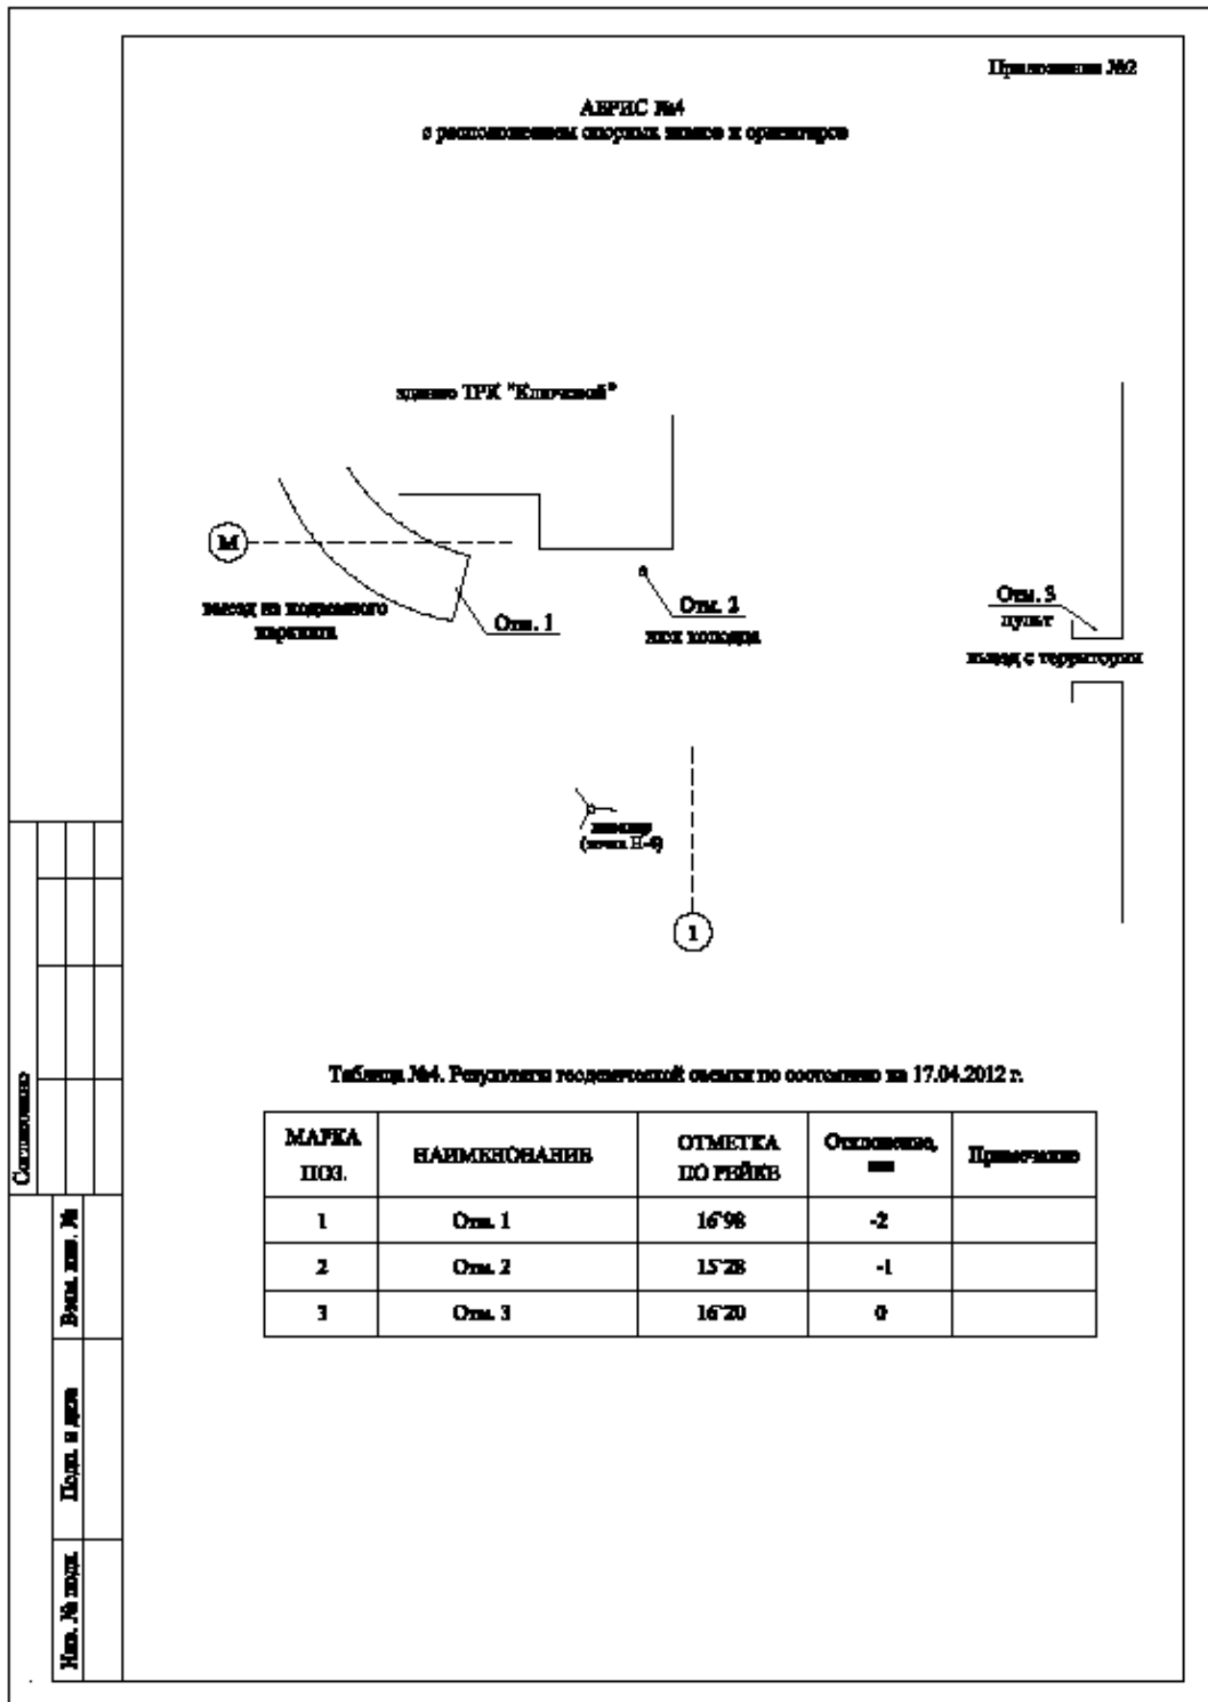 Приложение №2
АБРИС №4
с расположением опорных знаков и ориентиров
здание ТРК "Ключевой"
М
выезд из подземного
паркинга
Отм. 1
Отм. 2
люк колодца
Отм. 3
пульт
выезд с территории
нивелир
(точка Н-4)
1
Таблица №4. Результаты геодезической съемки по состоянию на 17.04.2012 г.
МАРКА ПОЗ. НАИМЕНОВАНИЕ ОТМЕТКА ПО РЕЙКЕ Отклонение, мм Примечание
1 Отм. 1 16`98 -2
2 Отм. 2 15`28 -1
3 Отм. 3 16`20 0
Согласовано
Взам. инв. №
Подп. и дата
Инв. № подл.